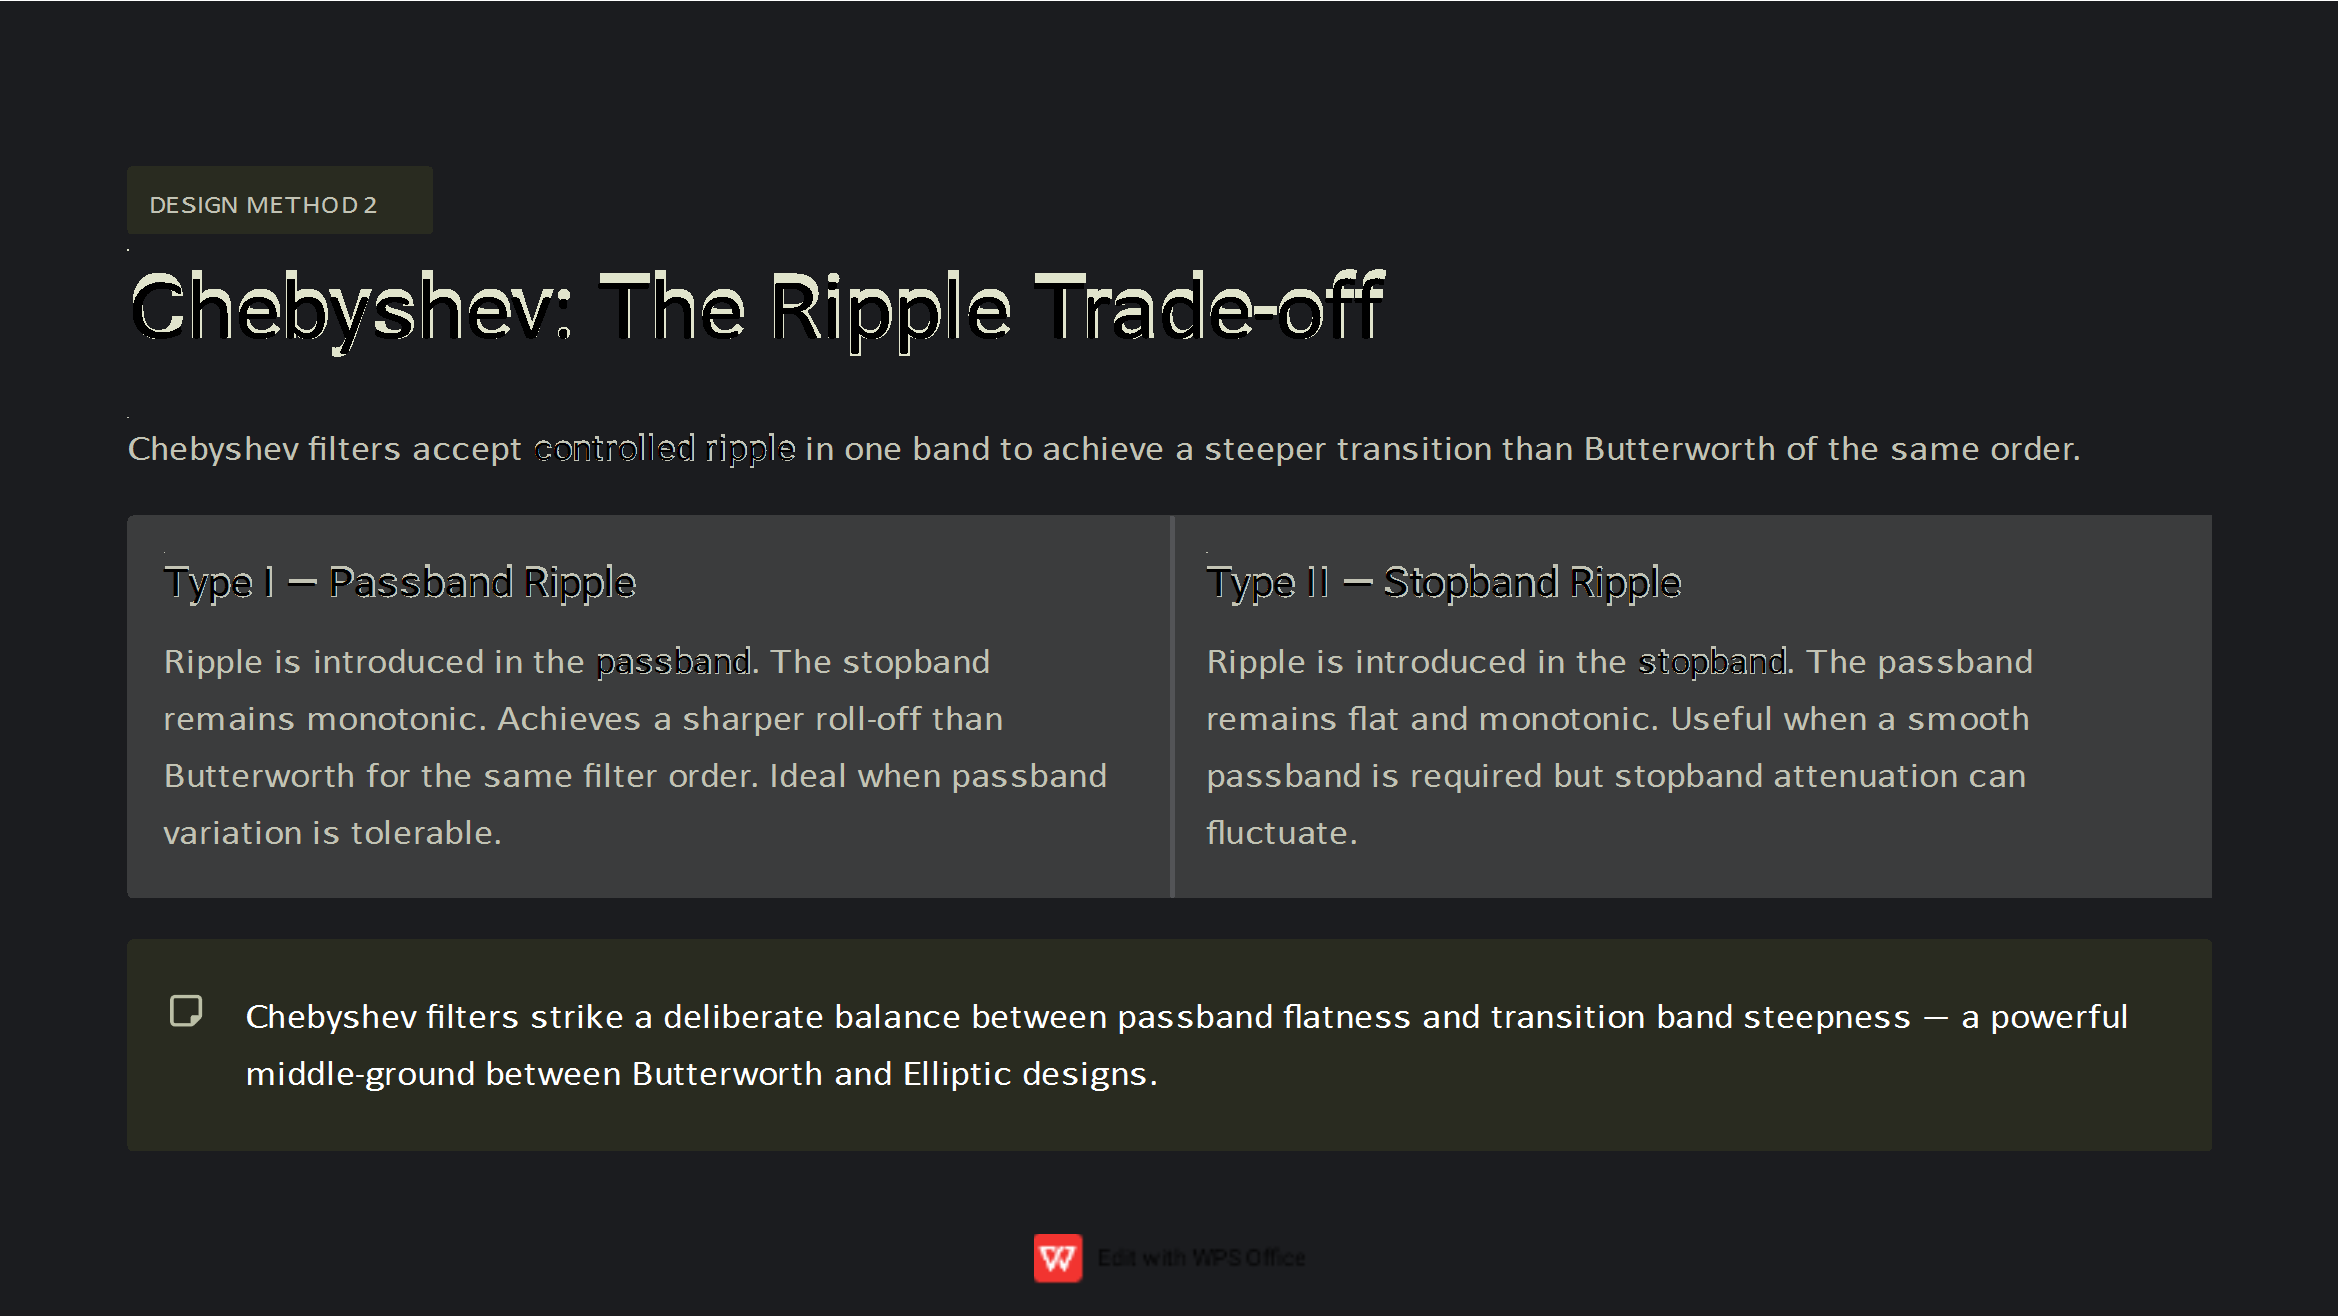 DESIGN METHOD 2
Chebyshev: The Ripple Trade-off
Chebyshev filters accept controlled ripple in one band to achieve a steeper transition than Butterworth of the same order.
Type I — Passband Ripple
Ripple is introduced in the passband. The stopband
remains monotonic. Achieves a sharper roll-off than
Butterworth for the same filter order. Ideal when passband
variation is tolerable.
Type II — Stopband Ripple
Ripple is introduced in the stopband. The passband
remains flat and monotonic. Useful when a smooth
passband is required but stopband attenuation can
fluctuate.
Chebyshev filters strike a deliberate balance between passband flatness and transition band steepness — a powerful
middle-ground between Butterworth and Elliptic designs.
Edit with WPS Office